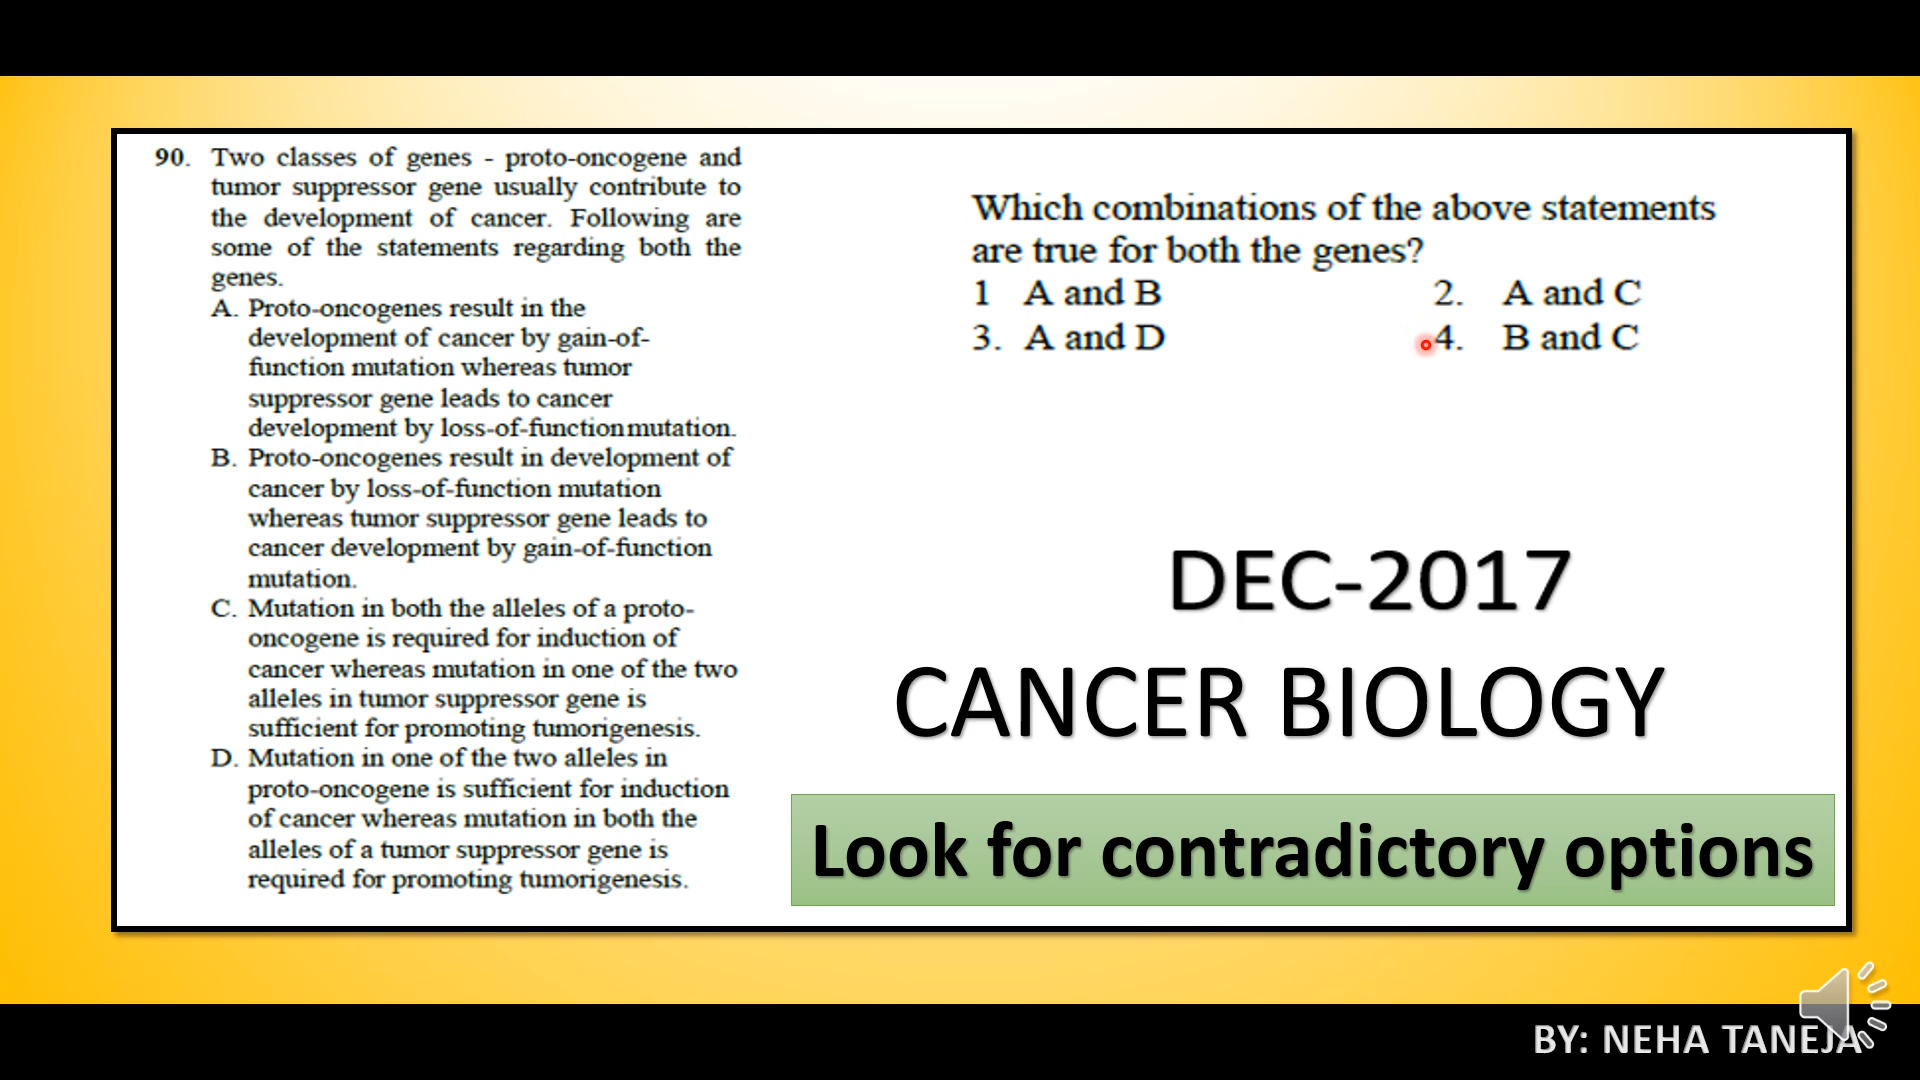 90. Two classes of genes - proto-oncogene and
tumor suppressor gene usually contribute to
the development of cancer. Following are
some of the statements regarding both the
genes.
A. Proto-oncogenes result in the
development of cancer by gain-of-
function mutation whereas tumor
suppressor gene leads to cancer
development by loss-of-function mutation.
B. Proto-oncogenes result in development of
cancer by loss-of-function mutation
whereas tumor suppressor gene leads to
cancer development by gain-of-function
mutation.
C. Mutation in both the alleles of a proto-
oncogene is required for induction of
cancer whereas mutation in one of the two
alleles in tumor suppressor gene is
sufficient for promoting tumorigenesis.
D. Mutation in one of the two alleles in
proto-oncogene is sufficient for induction
of cancer whereas mutation in both the
alleles of a tumor suppressor gene is
required for promoting tumorigenesis.
Which combinations of the above statements
are true for both the genes?
1 A and B 2. A and C
3. A and D 4. B and C
DEC-2017
CANCER BIOLOGY
Look for contradictory options
BY: NEHA TANEJA